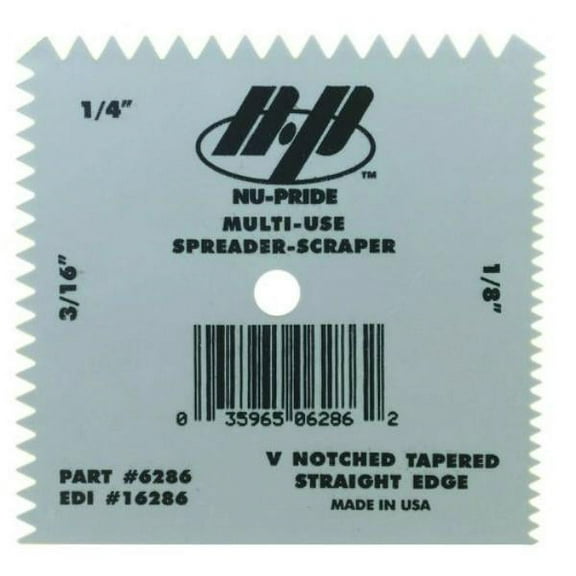 1/4"
n.p
TM
NU-PRIDE
MULTI-USE
SPREADER-SCRAPER
3/16"
1/8"
0 35965 06286 2
PART #6286
EDI #16286
V NOTCHED TAPERED
STRAIGHT EDGE
MADE IN USA